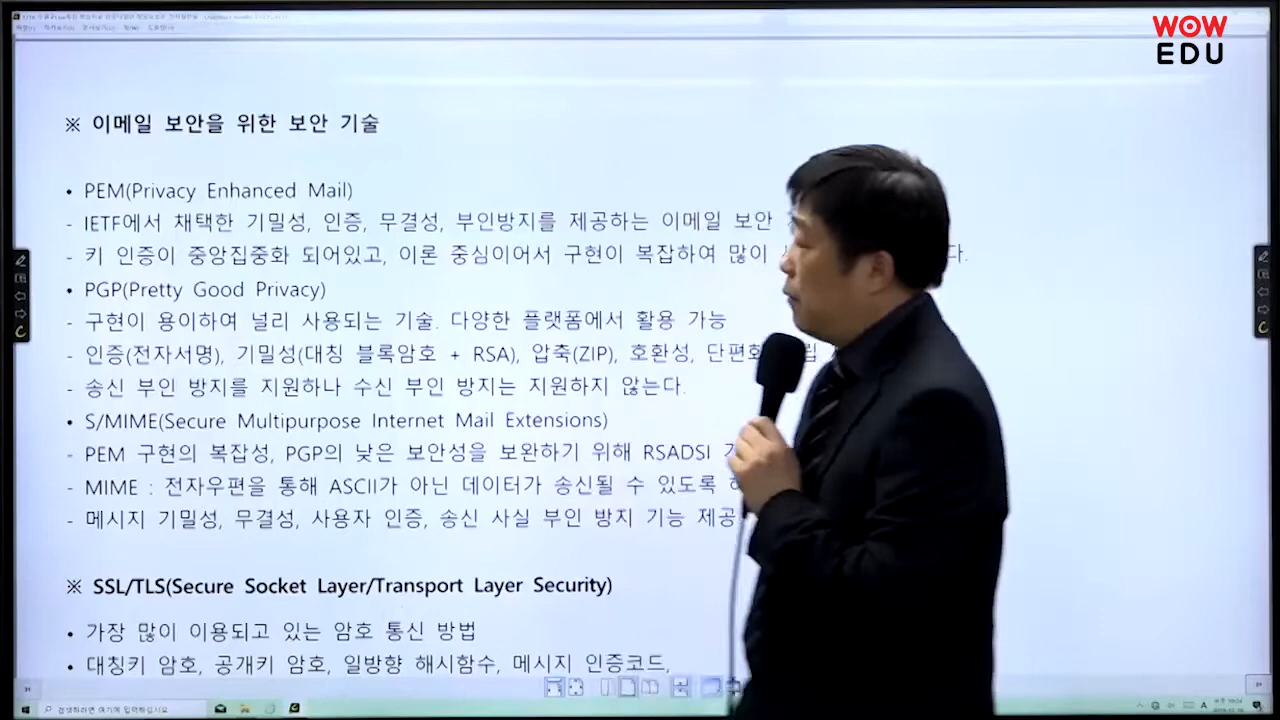 WOW
EDU
※ 이메일 보안을 위한 보안 기술
• PEM(Privacy Enhanced Mail)
- IETF에서 채택한 기밀성, 인증, 무결성, 부인방지를 제공하는 이메일 보안
- 키 인증이 중앙집중화 되어있고, 이론 중심이어서 구현이 복잡하여 많이 다.
• PGP(Pretty Good Privacy)
- 구현이 용이하여 널리 사용되는 기술. 다양한 플랫폼에서 활용 가능
- 인증(전자서명), 기밀성(대칭 블록암호 + RSA), 압축(ZIP), 호환성, 단편화
- 송신 부인 방지를 지원하나 수신 부인 방지는 지원하지 않는다.
• S/MIME(Secure Multipurpose Internet Mail Extensions)
- PEM 구현의 복잡성, PGP의 낮은 보안성을 보완하기 위해 RSADSI
- MIME : 전자우편을 통해 ASCII가 아닌 데이터가 송신될 수 있도록
- 메시지 기밀성, 무결성, 사용자 인증, 송신 사실 부인 방지 기능 제공
※ SSL/TLS(Secure Socket Layer/Transport Layer Security)
• 가장 많이 이용되고 있는 암호 통신 방법
• 대칭키 암호, 공개키 암호, 일방향 해시함수, 메시지 인증코드,
검색하려면 여기에 입력하십시오